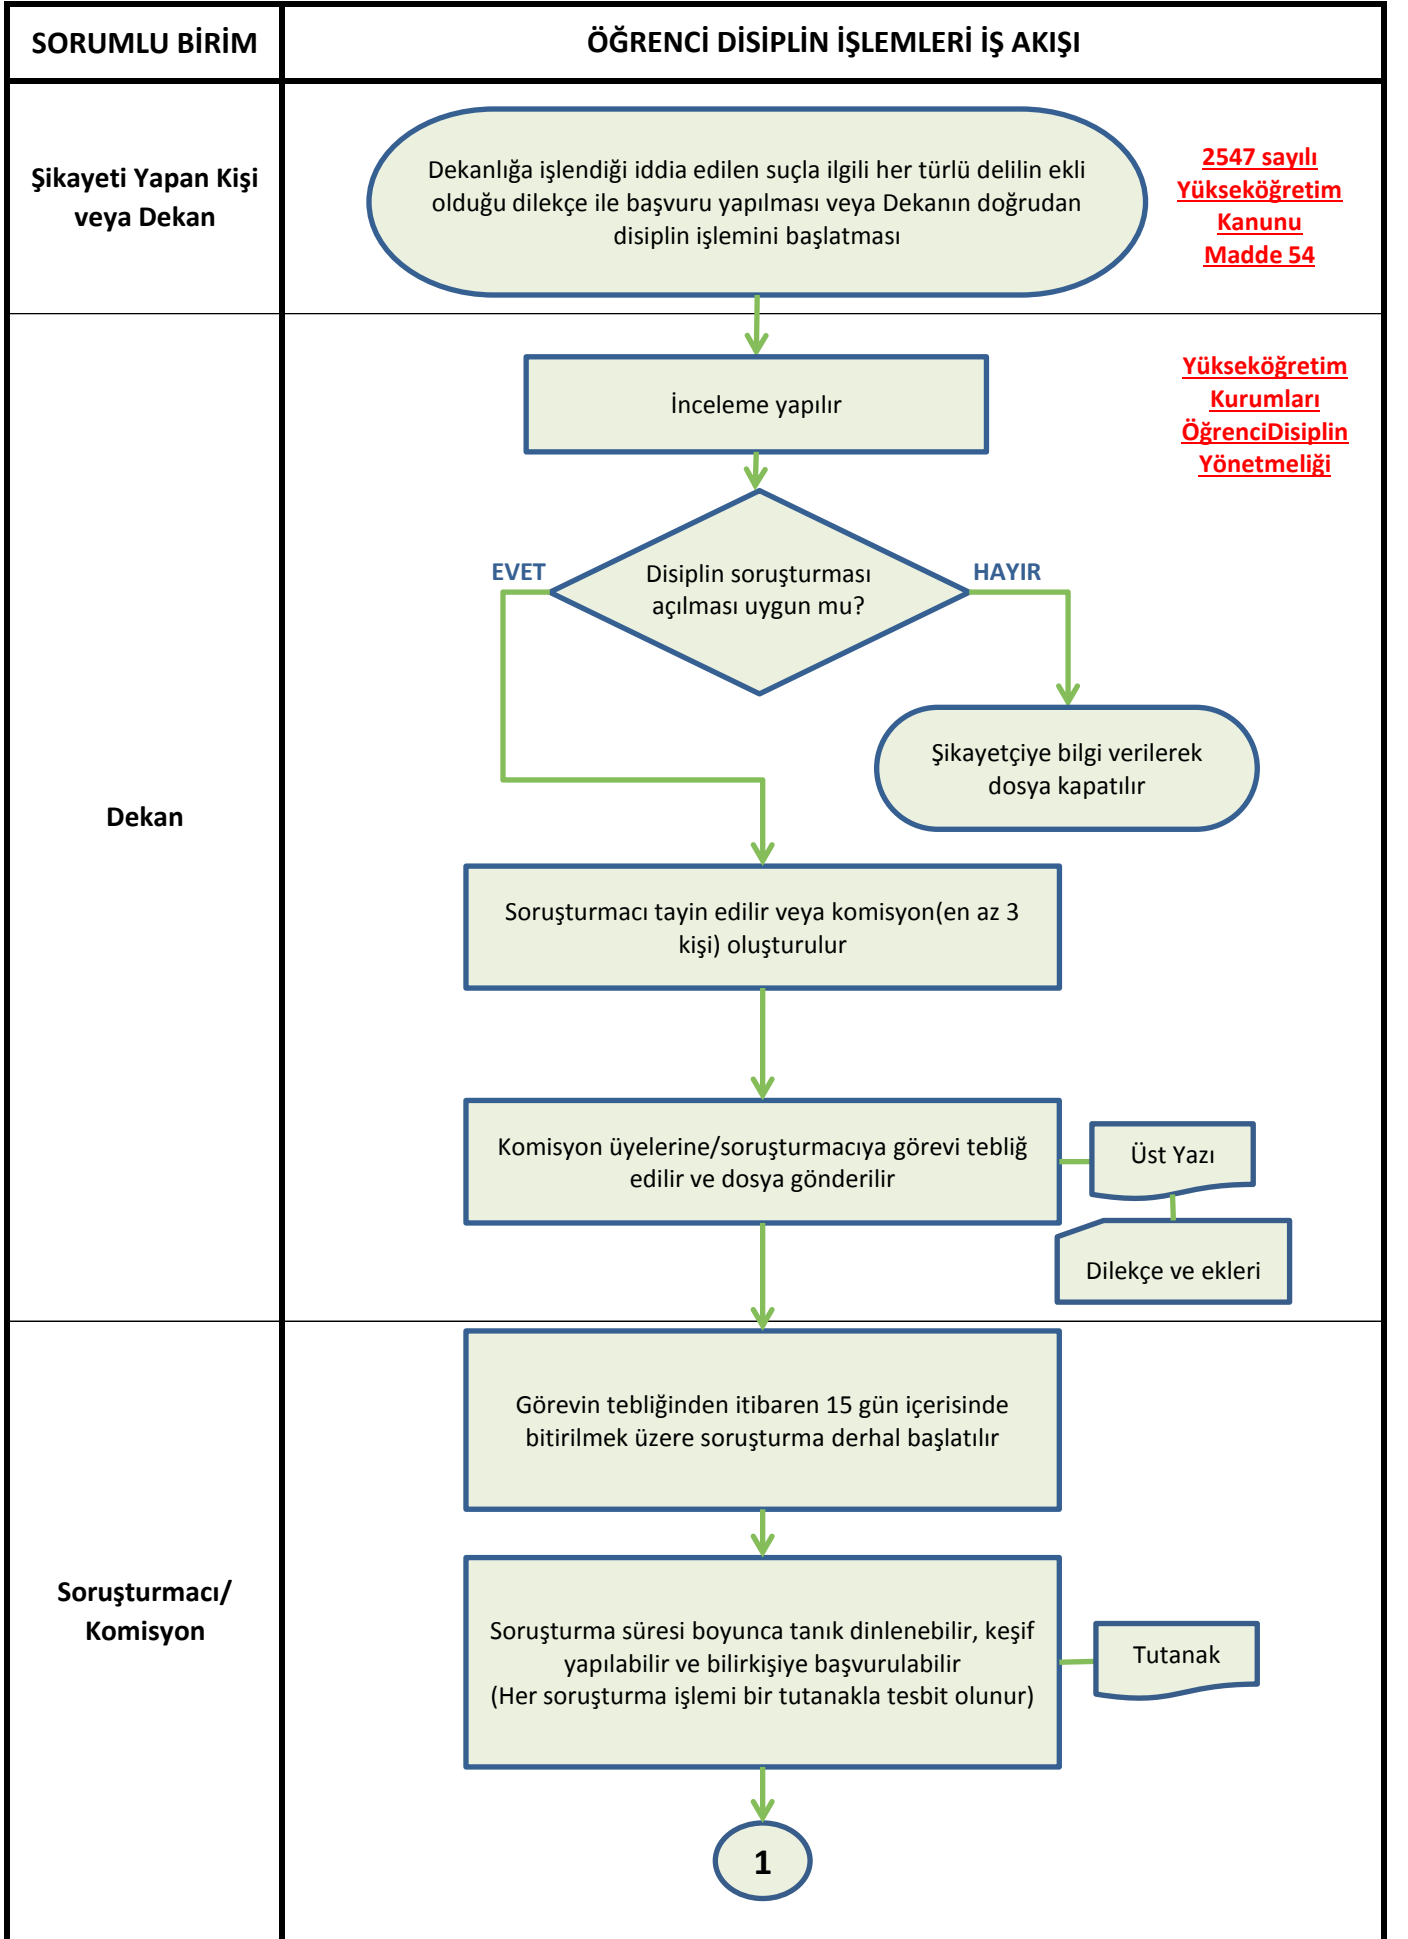 SORUMLU BİRİM
ÖĞRENCİ DİSİPLİN İŞLEMLERİ İŞ AKIŞI
Şikayeti Yapan Kişi
veya Dekan
Dekanlığa işlendiği iddia edilen suçla ilgili her türlü delilin ekli
olduğu dilekçe ile başvuru yapılması veya Dekanın doğrudan
disiplin işlemini başlatması
2547 sayılı
Yükseköğretim
Kanunu
Madde 54
Dekan
İnceleme yapılır
Yükseköğretim
Kurumları
ÖğrenciDisiplin
Yönetmeliği
EVET
Disiplin soruşturması
açılması uygun mu?
HAYIR
Şikayetçiye bilgi verilerek
dosya kapatılır
Soruşturmacı tayin edilir veya komisyon(en az 3
kişi) oluşturulur
Komisyon üyelerine/soruşturmacıya görevi tebliğ
edilir ve dosya gönderilir
Üst Yazı
Dilekçe ve ekleri
Soruşturmacı/
Komisyon
Görevin tebliğinden itibaren 15 gün içerisinde
bitirilmek üzere soruşturma derhal başlatılır
Soruşturma süresi boyunca tanık dinlenebilir, keşif
yapılabilir ve bilirkişiye başvurulabilir
(Her soruşturma işlemi bir tutanakla tesbit olunur)
Tutanak
1